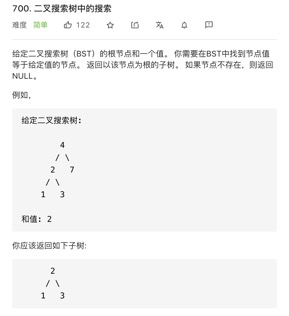 700. 二叉搜索树中的搜索
难度 简单 122
给定二叉搜索树（BST）的根节点和一个值。 你需要在BST中找到节点值
等于给定值的节点。 返回以该节点为根的子树。 如果节点不存在，则返回
NULL。
例如，
给定二叉搜索树:
4
/ \
2 7
/ \
1 3
和值: 2
你应该返回如下子树:
2
/ \
1 3